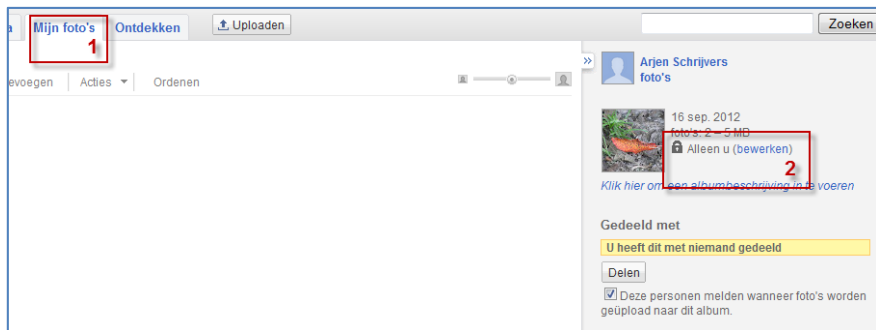 a Mijn foto's Ontdekken Uploaden Zoeken
1
evoegen Acties Ordenen
»
Arjen Schrijvers
foto's
16 sep. 2012
foto's: 2 – 5 MB
Alleen u (bewerken)
2
Klik hier om een albumbeschrijving in te voeren
Gedeeld met
U heeft dit met niemand gedeeld
Delen
Deze personen melden wanneer foto's worden
geüpload naar dit album.